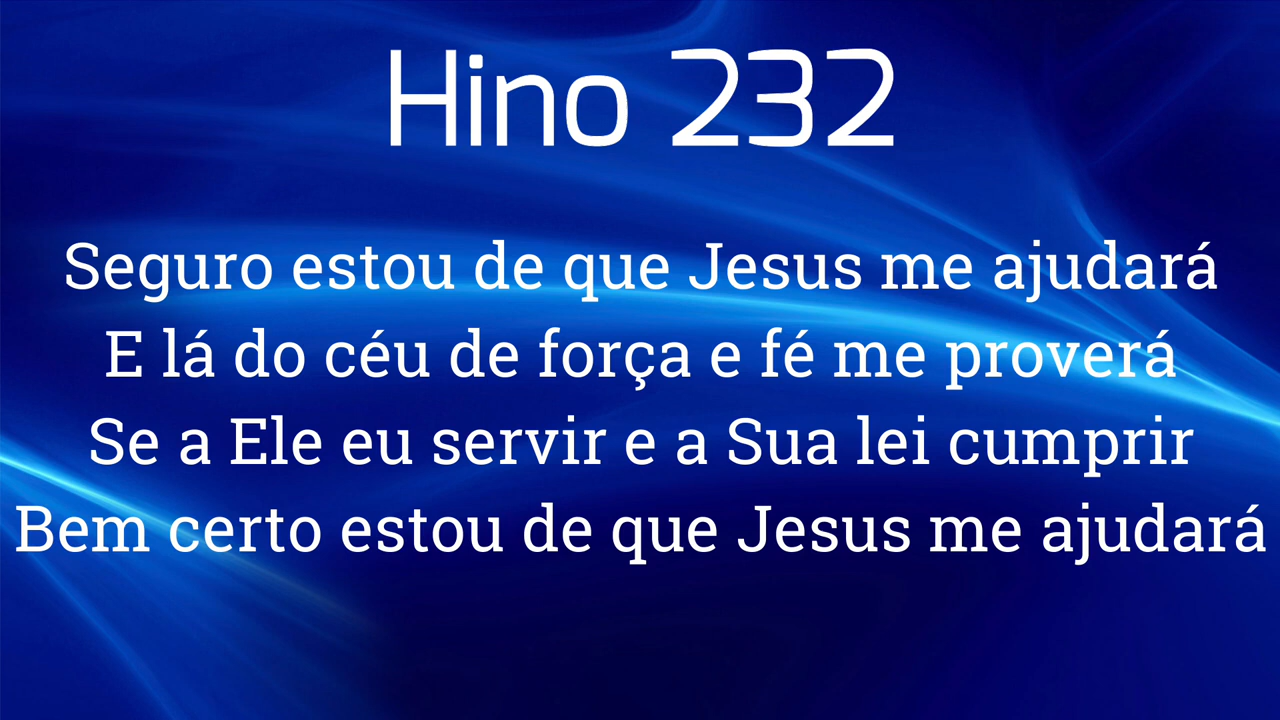 Hino 232
Seguro estou de que Jesus me ajudará
E lá do céu de força e fé me proverá
Se a Ele eu servir e a Sua lei cumprir
Bem certo estou de que Jesus me ajudará